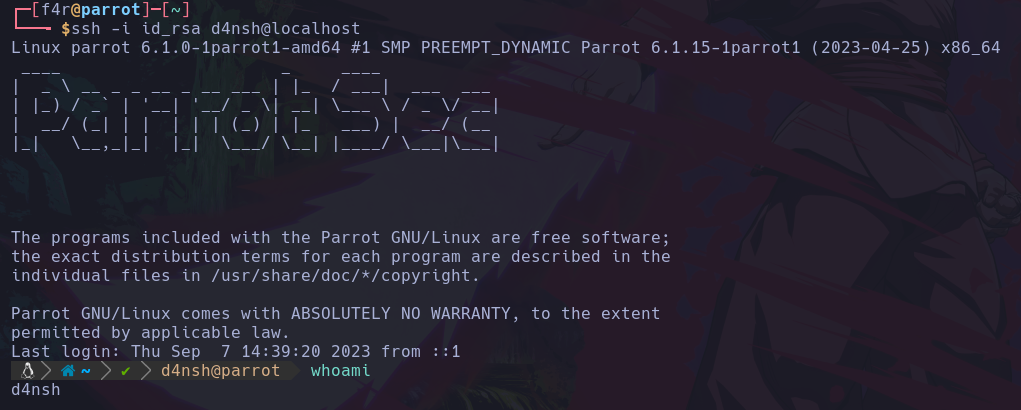 ┌─[f4r@parrot]─[~]
└──╼ $ssh -i id_rsa d4nsh@localhost
Linux parrot 6.1.0-1parrot1-amd64 #1 SMP PREEMPT_DYNAMIC Parrot 6.1.15-1parrot1 (2023-04-25) x86_64
 ____                      _     ____
|  _ \ __ _ _ __ _ __ ___ | |_  / ___|  ___  ___
| |_) / _` | '__| '__/ _ \| __| \___ \ / _ \/ __|
|  __/ (_| | |  | | | (_) | |_   ___) |  __/ (__
|_|   \__,_|_|  |_|  \___/ \__| |____/ \___|\___|
The programs included with the Parrot GNU/Linux are free software;
the exact distribution terms for each program are described in the
individual files in /usr/share/doc/*/copyright.
Parrot GNU/Linux comes with ABSOLUTELY NO WARRANTY, to the extent
permitted by applicable law.
Last login: Thu Sep  7 14:39:20 2023 from ::1
~ ✔ d4nsh@parrot whoami
d4nsh